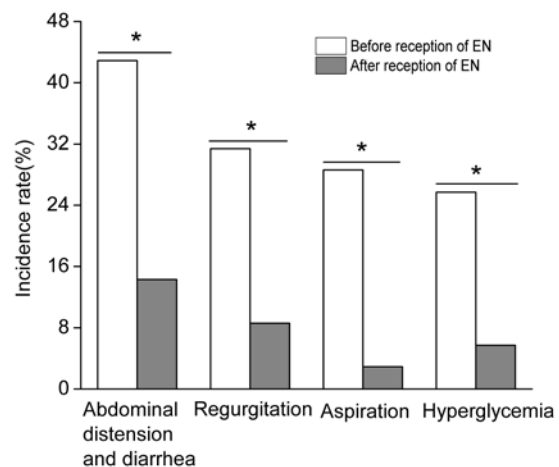 48
40
32
24
16
8
0
Incidence rate(%)
Before reception of EN
After reception of EN
*
*
*
*
Abdominal
distension
and diarrhea
Regurgitation
Aspiration
Hyperglycemia